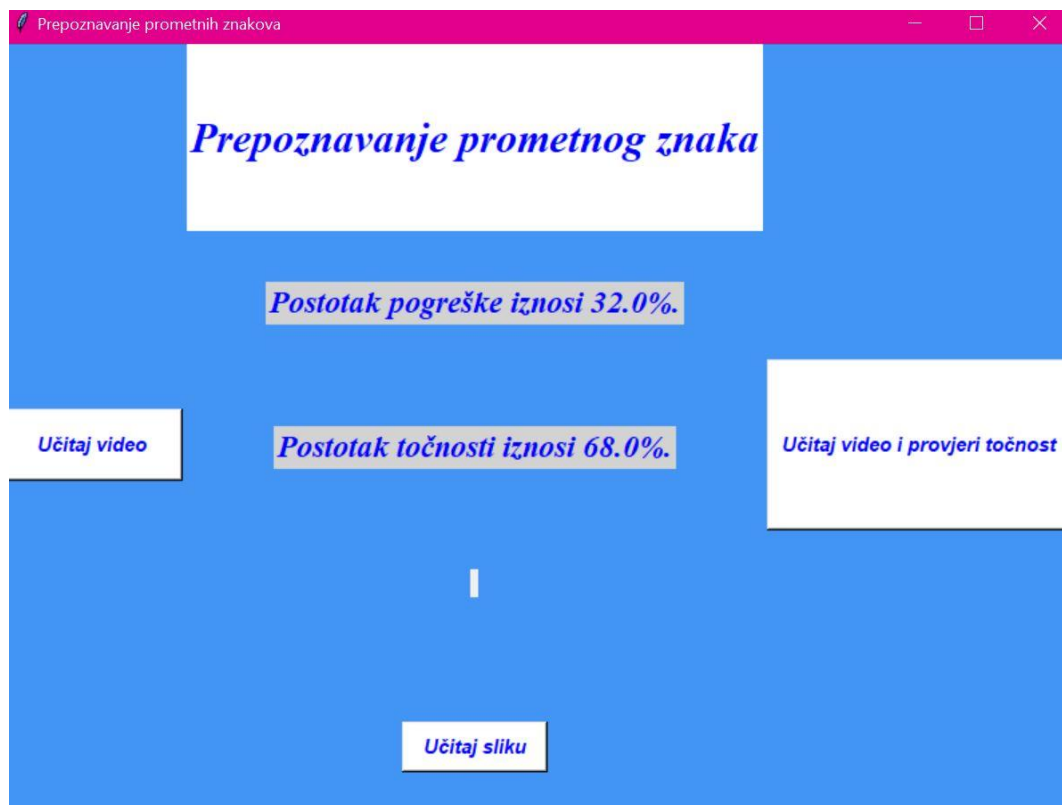 Prepoznavanje prometnih znakova
Prepoznavanje prometnog znaka
Postotak pogreške iznosi 32.0%.
Učitaj video
Postotak točnosti iznosi 68.0%.
Učitaj video i provjeri točnost
Učitaj sliku